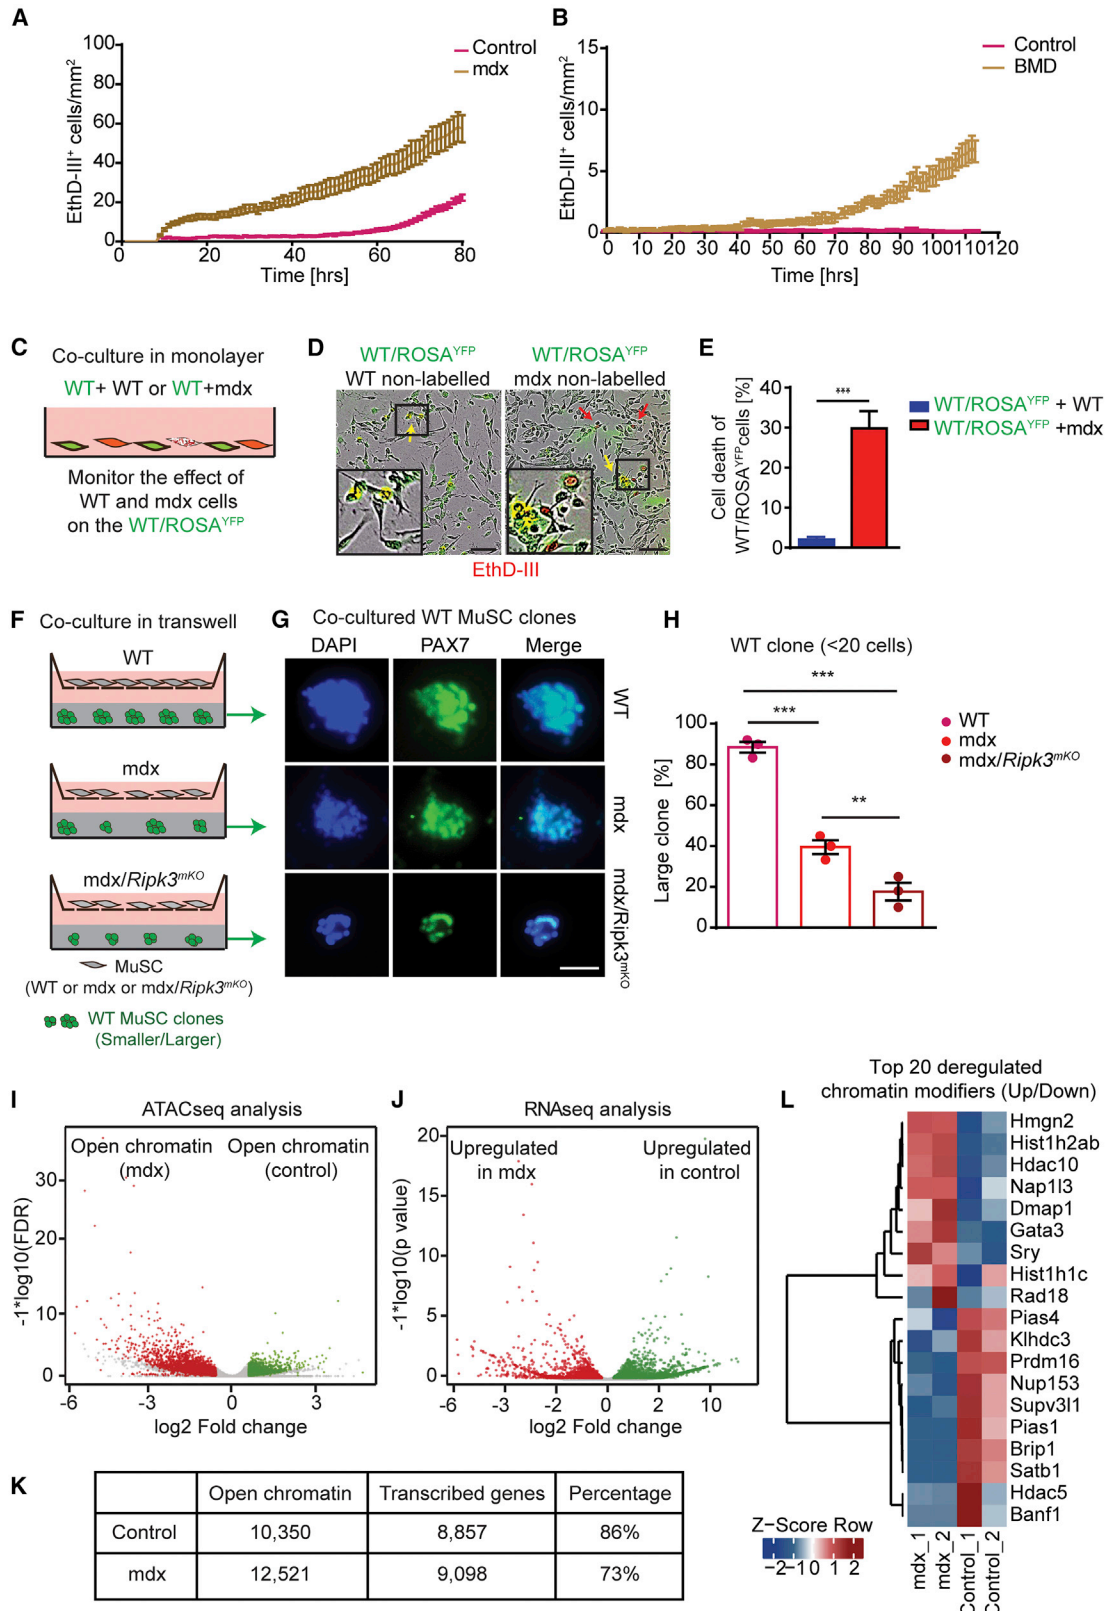 A
100
80
60
40
20
0
EthD-III⁺ cells/mm²
Control
mdx
0 20 40 60 80
Time [hrs]
B
15
10
5
0
EthD-III⁺ cells/mm²
Control
BMD
0 10 20 30 40 50 60 70 80 90 100110120
Time [hrs]
C
Co-culture in monolayer
WT+ WT or WT+mdx
Monitor the effect of
WT and mdx cells
on the WT/ROSAYFP
D
WT/ROSAYFP
WT non-labelled
WT/ROSAYFP
mdx non-labelled
EthD-III
E
40
30
20
10
0
Cell death of
WT/ROSAYFPcells [%]
***
WT/ROSAYFP + WT
WT/ROSAYFP +mdx
F
Co-culture in transwell
WT
mdx
mdx/Ripk3mKO
MuSC
(WT or mdx or mdx/Ripk3mKO)
WT MuSC clones
(Smaller/Larger)
G
Co-cultured WT MuSC clones
DAPI PAX7 Merge
WT
mdx
mdx/Ripk3mKO
H
WT clone (<20 cells)
***
***
**
100
80
60
40
20
0
Large clone [%]
WT
mdx
mdx/Ripk3mKO
I
ATACseq analysis
Open chromatin
(mdx)
Open chromatin
(control)
30
20
10
0
-1*log10(FDR)
-6 -3 0 3
log2 Fold change
J
RNAseq analysis
Upregulated
in mdx
Upregulated
in control
20
15
10
5
0
-1*log10(p value)
-6 -3 -2 0 2 10
log2 Fold change
K
Open chromatin Transcribed genes Percentage
Control 10,350 8,857 86%
mdx 12,521 9,098 73%
L
Top 20 deregulated
chromatin modifiers (Up/Down)
Hmgn2
Hist1h2ab
Hdac10
Nap1l3
Dmap1
Gata3
Sry
Hist1h1c
Rad18
Pias4
Klhdc3
Prdm16
Nup153
Supv3l1
Pias1
Brip1
Satb1
Hdac5
Banf1
Z−Score Row
−2−1 0 1 2
mdx_1
mdx_2
Control_1
Control_2